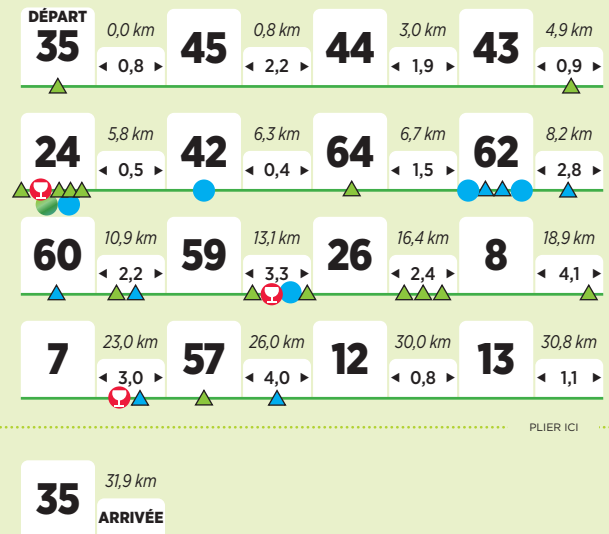 DÉPART
35 0,0 km 45 0,8 km 44 3,0 km 43 4,9 km
◄ 0,8 ► ◄ 2,2 ► ◄ 1,9 ► ◄ 0,9 ►
24 5,8 km 42 6,3 km 64 6,7 km 62 8,2 km
◄ 0,5 ► ◄ 0,4 ► ◄ 1,5 ► ◄ 2,8 ►
60 10,9 km 59 13,1 km 26 16,4 km 8 18,9 km
◄ 2,2 ► ◄ 3,3 ► ◄ 2,4 ► ◄ 4,1 ►
7 23,0 km 57 26,0 km 12 30,0 km 13 30,8 km
◄ 3,0 ► ◄ 4,0 ► ◄ 0,8 ► ◄ 1,1 ►
PLIER ICI
35 31,9 km
ARRIVÉE